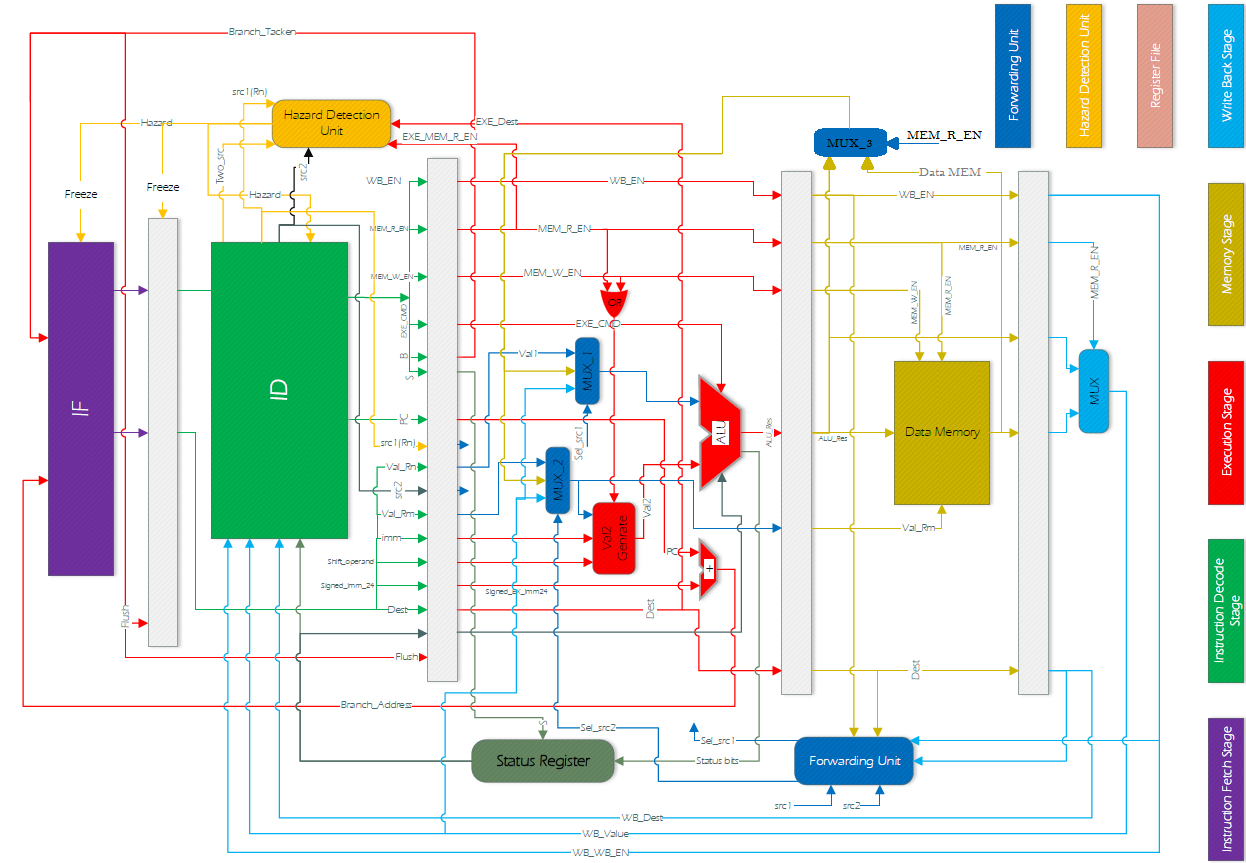 Branch_Tacken
Forwarding Unit
Hazard Detection Unit
Register File
Write Back Stage
src1(Rn)
Hazard
Hazard Detection
Unit
EXE_Dest
EXE_MEM_R_EN
MUX_3
MEM_R_EN
Two_src
src2
Freeze
Freeze
Hazard
WB_EN
WB_EN
Data MEM
WB_EN
MEM_R_EN
MEM_R_EN
MEM_R_EN
MEM_R_EN
MEM_W_EN
MEM_W_EN
MEM_W_EN
MEM_R_EN
Memory Stage
OR
EXE_CMD
EXE_CMD
B
S
Val1
MUX_1
MUX
IF
ID
PC
src1(Rn)
Sel_src1
ALU
ALU_Res
ALU_Res
Data Memory
Execution Stage
Val_Rn
src2
MUX_2
Val_Rm
Val2
Genrate
Val2
Val_Rm
imm
Shift_operand
PC
+
Signed_imm_24
Signed_EX_imm24
Dest
Dest
Flush
Flush
Dest
Instruction Decode
Stage
Branch_Address
S
Sel_src2
Sel_src1
Status Register
Status bits
Forwarding Unit
src1
src2
WB_Dest
WB_Value
WB_WB_EN
Instruction Fetch Stage